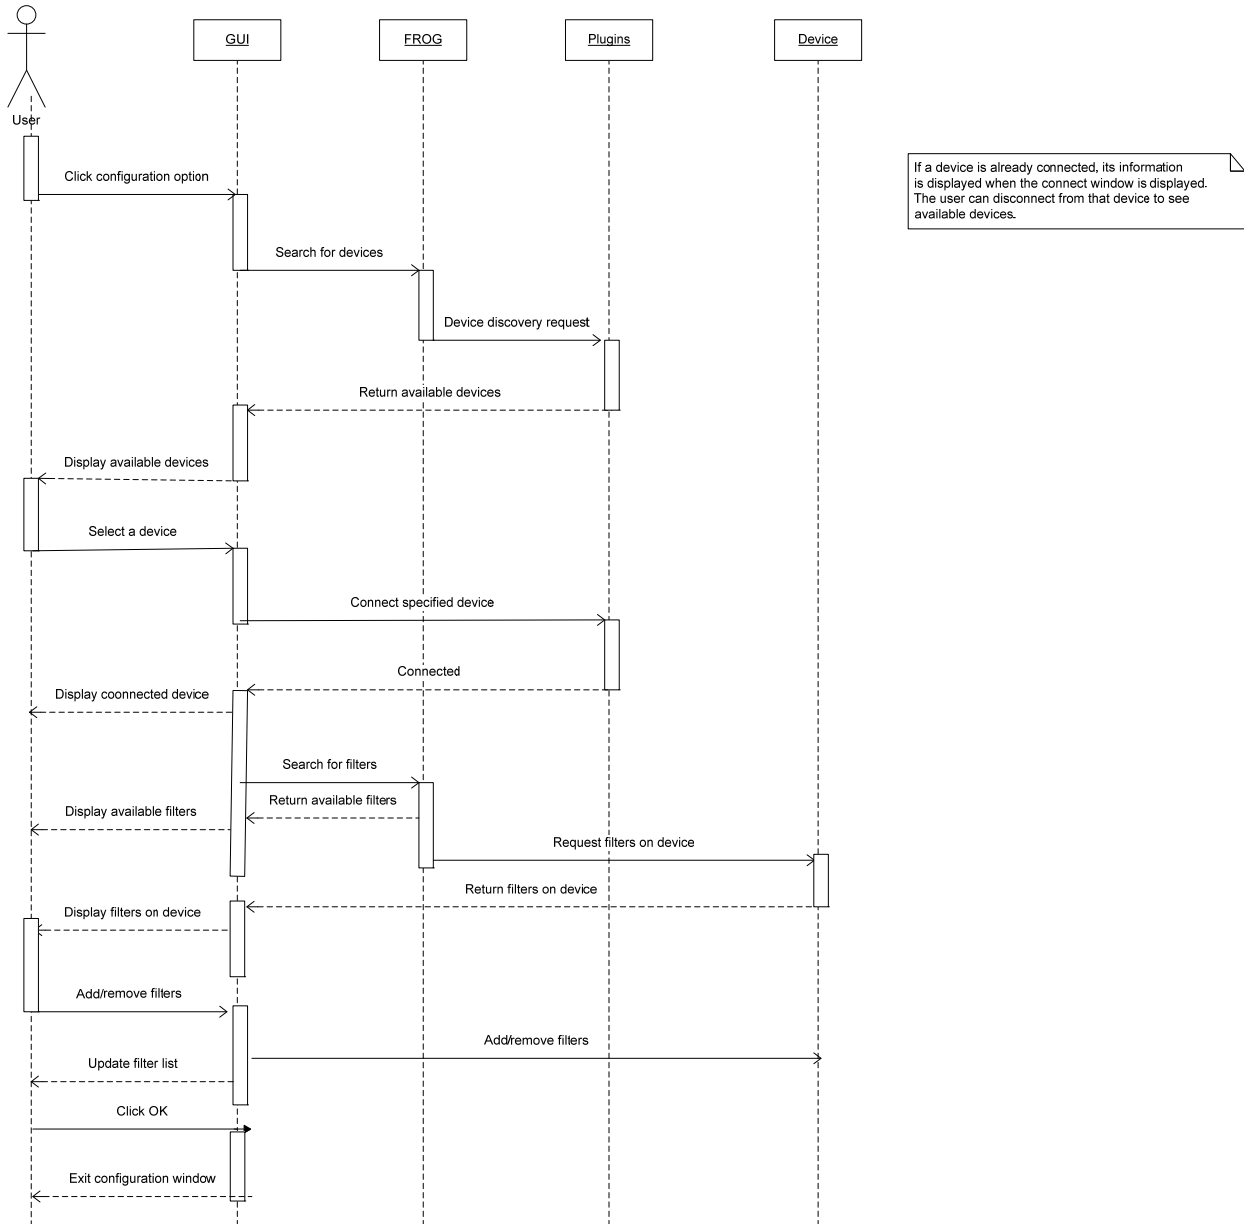 GUI
FROG
Plugins
Device
User
If a device is already connected, its information
is displayed when the connect window is displayed.
The user can disconnect from that device to see
available devices.
Click configuration option
Search for devices
Device discovery request
Return available devices
Display available devices
Select a device
Connect specified device
Connected
Display coonnected device
Search for filters
Return available filters
Display available filters
Request filters on device
Return filters on device
Display filters on device
Add/remove filters
Add/remove filters
Update filter list
Click OK
Exit configuration window